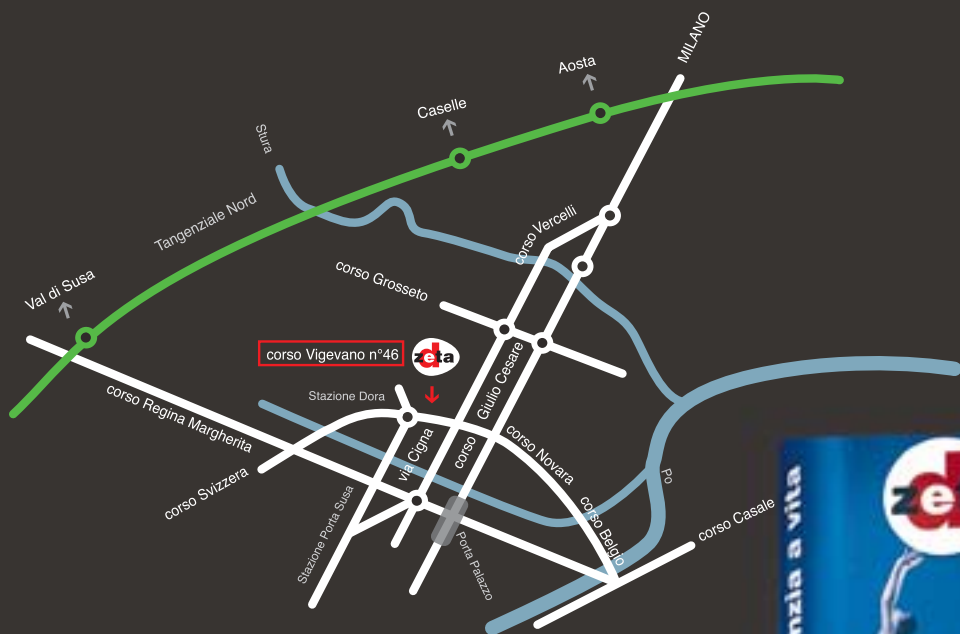 MILANO
Aosta
Caselle
Stura
Tangenziale Nord
Val di Susa
corso Vercelli
corso Grosseto
corso Vigevano n°46
zeta
Stazione Dora
corso Giulio Cesare
corso Regina Margherita
via Cigna
corso Novara
corso Svizzera
Stazione Porta Susa
Porta Palazzo
corso Belgio
Po
corso Casale
nzia a vita
ze